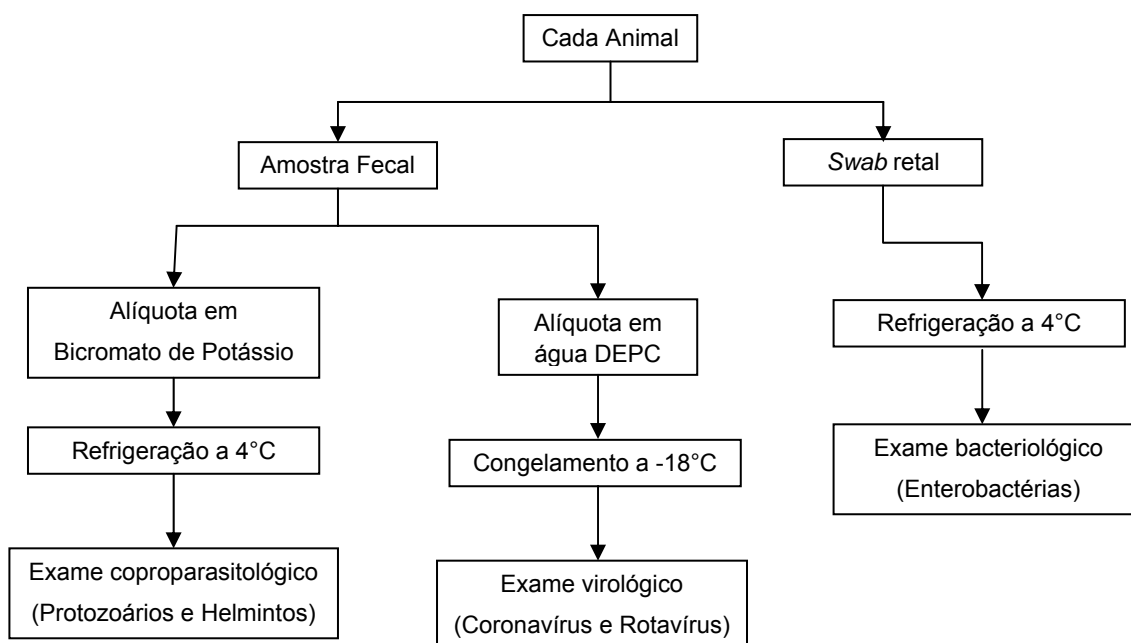 Cada Animal
Amostra Fecal
Swab retal
Alíquota em
Bicromato de Potássio
Alíquota em
água DEPC
Refrigeração a 4°C
Refrigeração a 4°C
Congelamento a -18°C
Exame bacteriológico
(Enterobactérias)
Exame coproparasitológico
(Protozoários e Helmintos)
Exame virológico
(Coronavírus e Rotavírus)